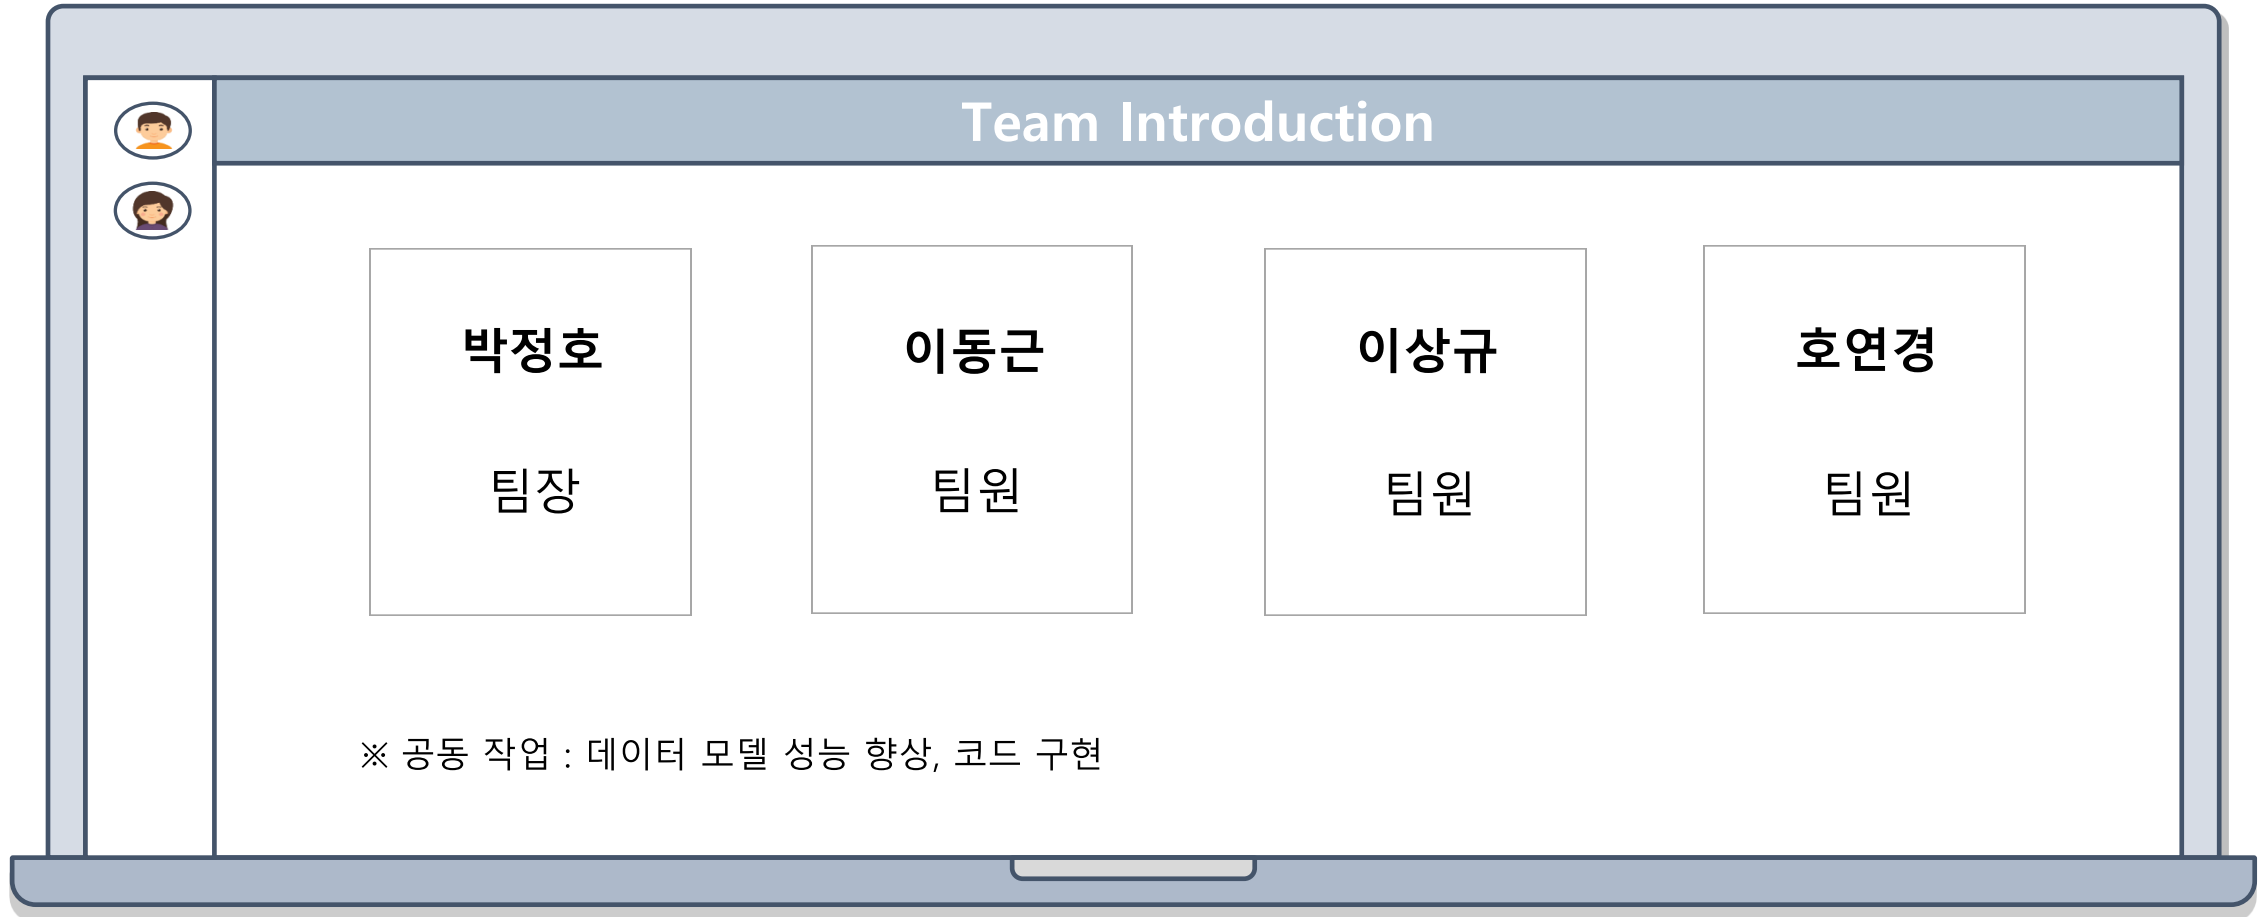 Team Introduction
박정호
팀장
이동근
팀원
이상규
팀원
호연경
팀원
※ 공동 작업 : 데이터 모델 성능 향상, 코드 구현